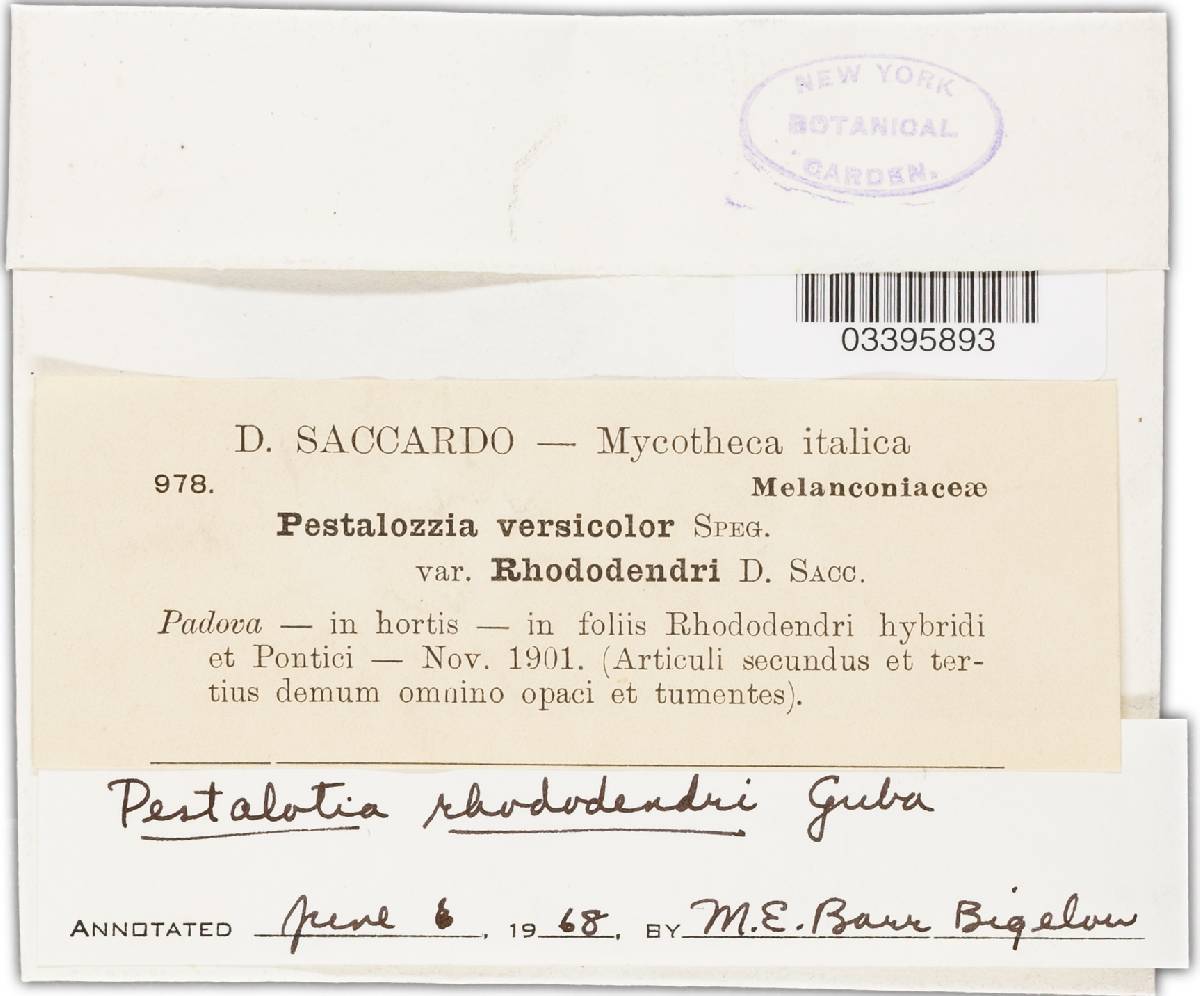 NEW YORK
BOTANICAL
GARDEN.
03395893
D. SACCARDO — Mycotheca italica
978.
Melanconiaceæ
Pestalozzia versicolor SPEG.
var. Rhododendri D. SACC.
Padova — in hortis — in foliis Rhododendri hybridi
et Pontici — Nov. 1901. (Articuli secundus et ter-
tius demum omnino opaci et tumentes).
Pestalotia rhododendri Guba
ANNOTATED June 6, 1968, BY M.E. Barr Bigelow